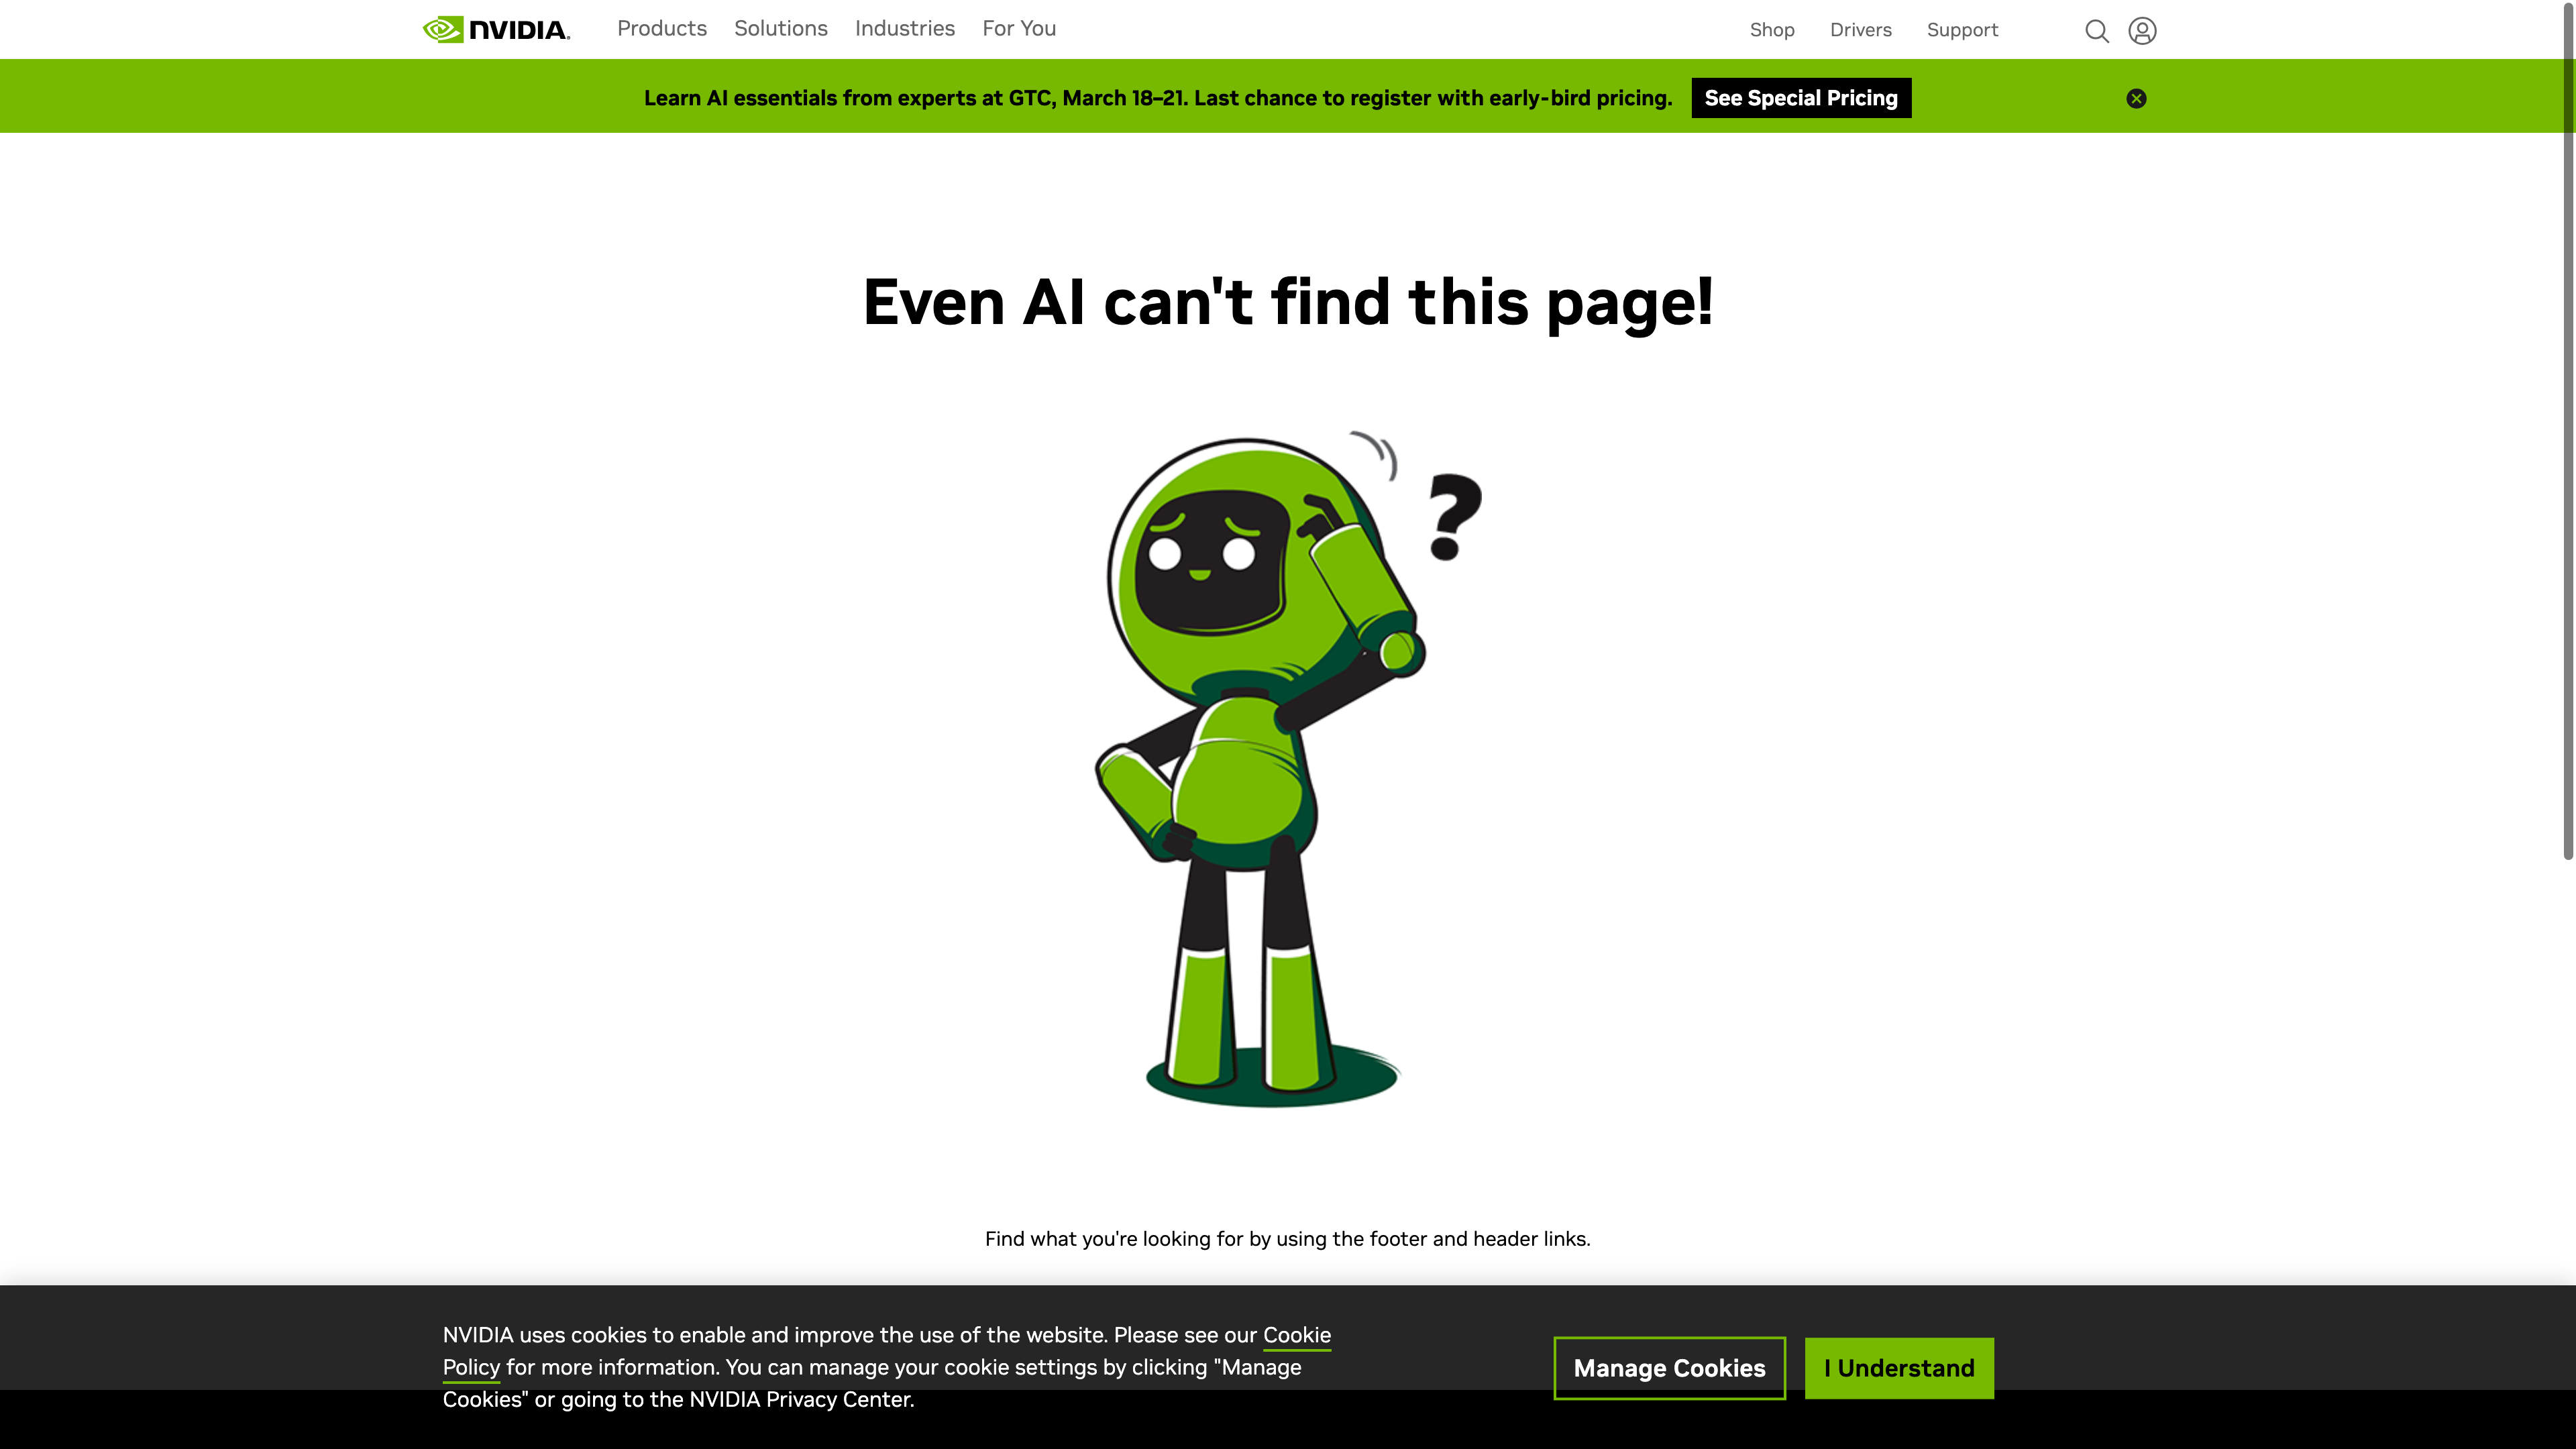 NVIDIA.
Products Solutions Industries For You
Shop Drivers Support
Learn AI essentials from experts at GTC, March 18–21. Last chance to register with early-bird pricing. See Special Pricing
Even AI can't find this page!
?
Find what you're looking for by using the footer and header links.
NVIDIA uses cookies to enable and improve the use of the website. Please see our Cookie
Policy for more information. You can manage your cookie settings by clicking "Manage
Cookies" or going to the NVIDIA Privacy Center.
Manage Cookies
I Understand